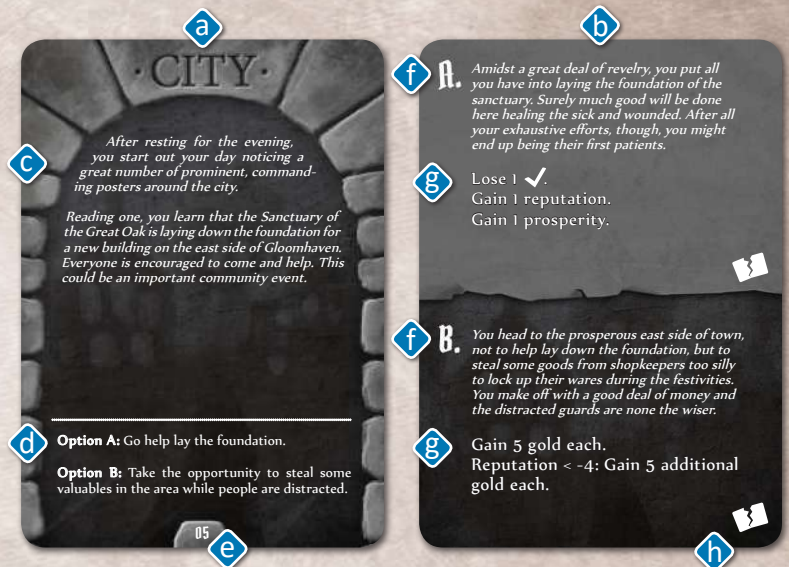 a
b
· CITY ·
c
After resting for the evening,
you start out your day noticing a
great number of prominent, command-
ing posters around the city.
Reading one, you learn that the Sanctuary of
the Great Oak is laying down the foundation for
a new building on the east side of Gloomhaven.
Everyone is encouraged to come and help. This
could be an important community event.
d
Option A: Go help lay the foundation.
Option B: Take the opportunity to steal some
valuables in the area while people are distracted.
05
e
f
A. Amidst a great deal of revelry, you put all
you have into laying the foundation of the
sanctuary. Surely much good will be done
here healing the sick and wounded. After all
your exhaustive efforts, though, you might
end up being their first patients.
g
Lose 1 ✓.
Gain 1 reputation.
Gain 1 prosperity.
f
B. You head to the prosperous east side of town,
not to help lay down the foundation, but to
steal some goods from shopkeepers too silly
to lock up their wares during the festivities.
You make off with a good deal of money and
the distracted guards are none the wiser.
g
Gain 5 gold each.
Reputation < -4: Gain 5 additional
gold each.
h